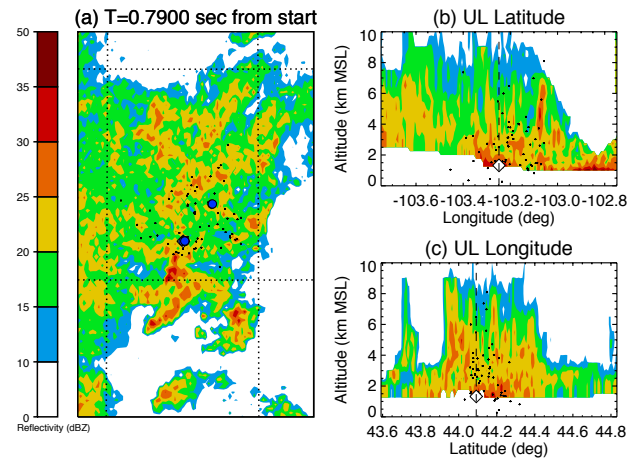 (a) T=0.7900 sec from start
50
40
35
30
25
20
15
10
0
Reflectivity (dBZ)
(b) UL Latitude
Altitude (km MSL)
10
8
6
4
2
0
-103.6-103.4-103.2-103.0-102.8
Longitude (deg)
(c) UL Longitude
Altitude (km MSL)
10
8
6
4
2
0
43.6 43.8 44.0 44.2 44.4 44.6 44.8
Latitude (deg)